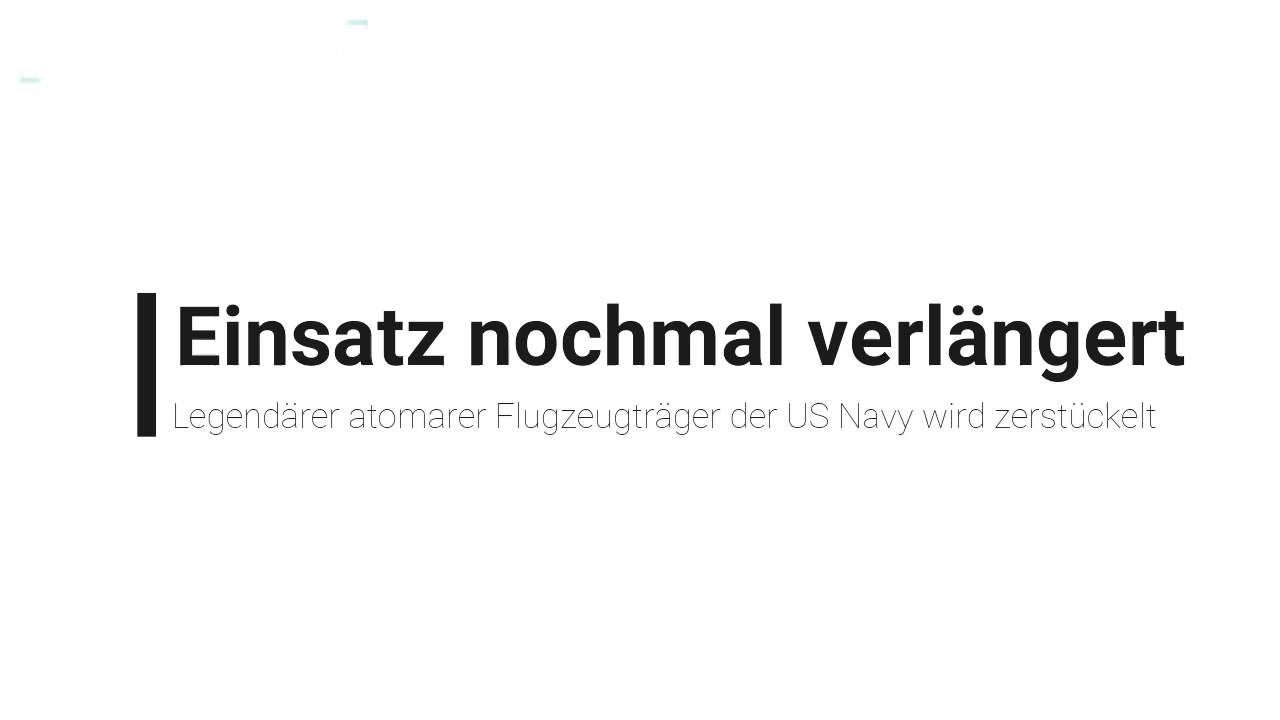 Einsatz nochmal verlängert
Legendärer atomarer Flugzeugträger der US Navy wird zerstückelt